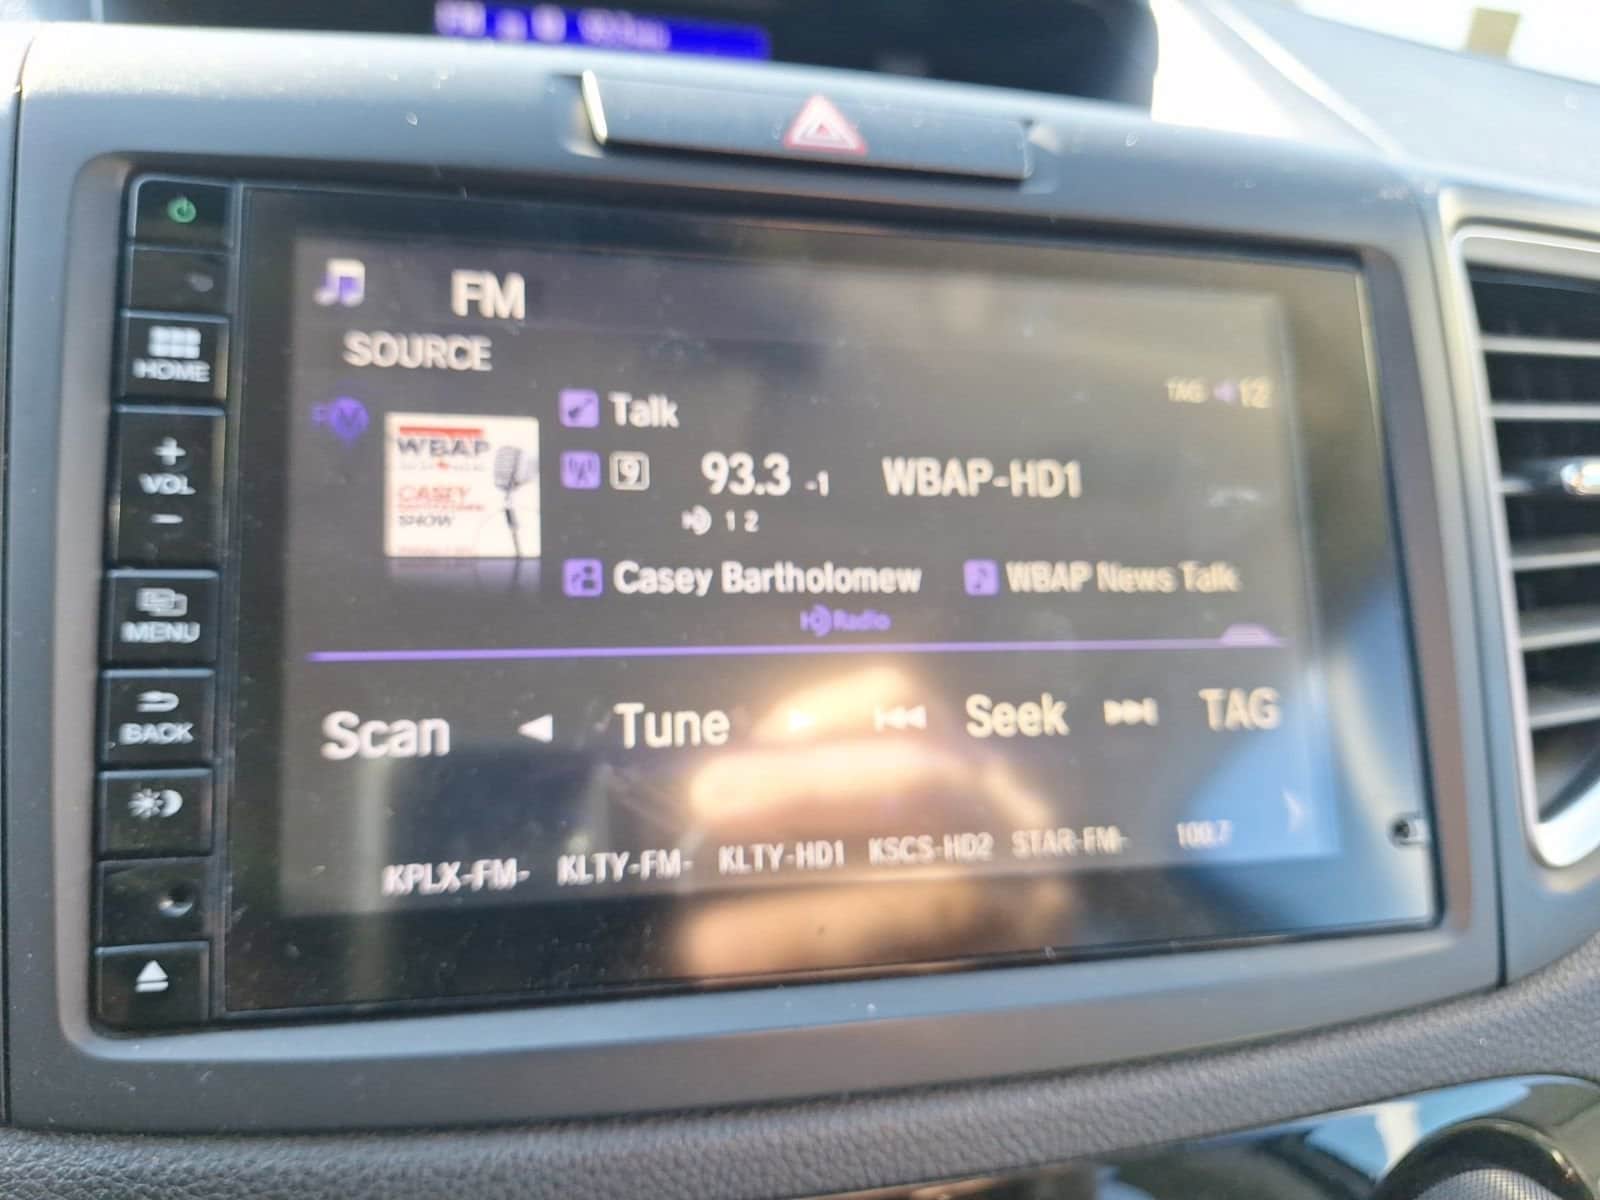 FM
SOURCE
TAG 12
HOME
Talk
WBAP
CASEY
SHOW
9 93.3 -1 WBAP-HD1
1 2
VOL
Casey Bartholomew WBAP News Talk
HD Radio
MENU
Scan Tune Seek TAG
BACK
KPLX-FM- KLTY-FM- KLTY-HD1 KSCS-HD2 STAR-FM- 100.7